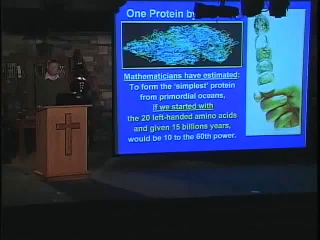 One Protein by
Mathematicians have estimated:
To form the 'simplest' protein
from primordial oceans,
if we started with
the 20 left-handed amino acids
and given 15 billions years,
would be 10 to the 60th power.